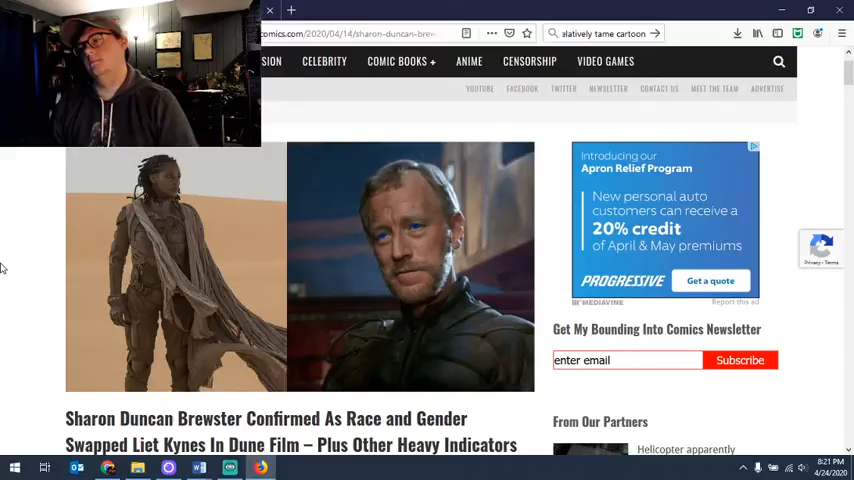 comics.com/2020/04/14/sharon-duncan-brew
elatively tame cartoon
SION CELEBRITY COMIC BOOKS + ANIME CENSORSHIP VIDEO GAMES
YOUTUBE FACEBOOK TWITTER NEWSLETTER CONTACT US MEET THE TEAM ADVERTISE
Introducing our
Apron Relief Program
New personal auto
customers can receive a
20% credit
of April & May premiums
PROGRESSIVE Get a quote
MEDIAVINE Report this ad
Privacy - Terms
Get My Bounding Into Comics Newsletter
enter email Subscribe
Sharon Duncan Brewster Confirmed As Race and Gender
Swapped Liet Kynes In Dune Film – Plus Other Heavy Indicators
From Our Partners
Helicopter apparently
8:21 PM
4/24/2020